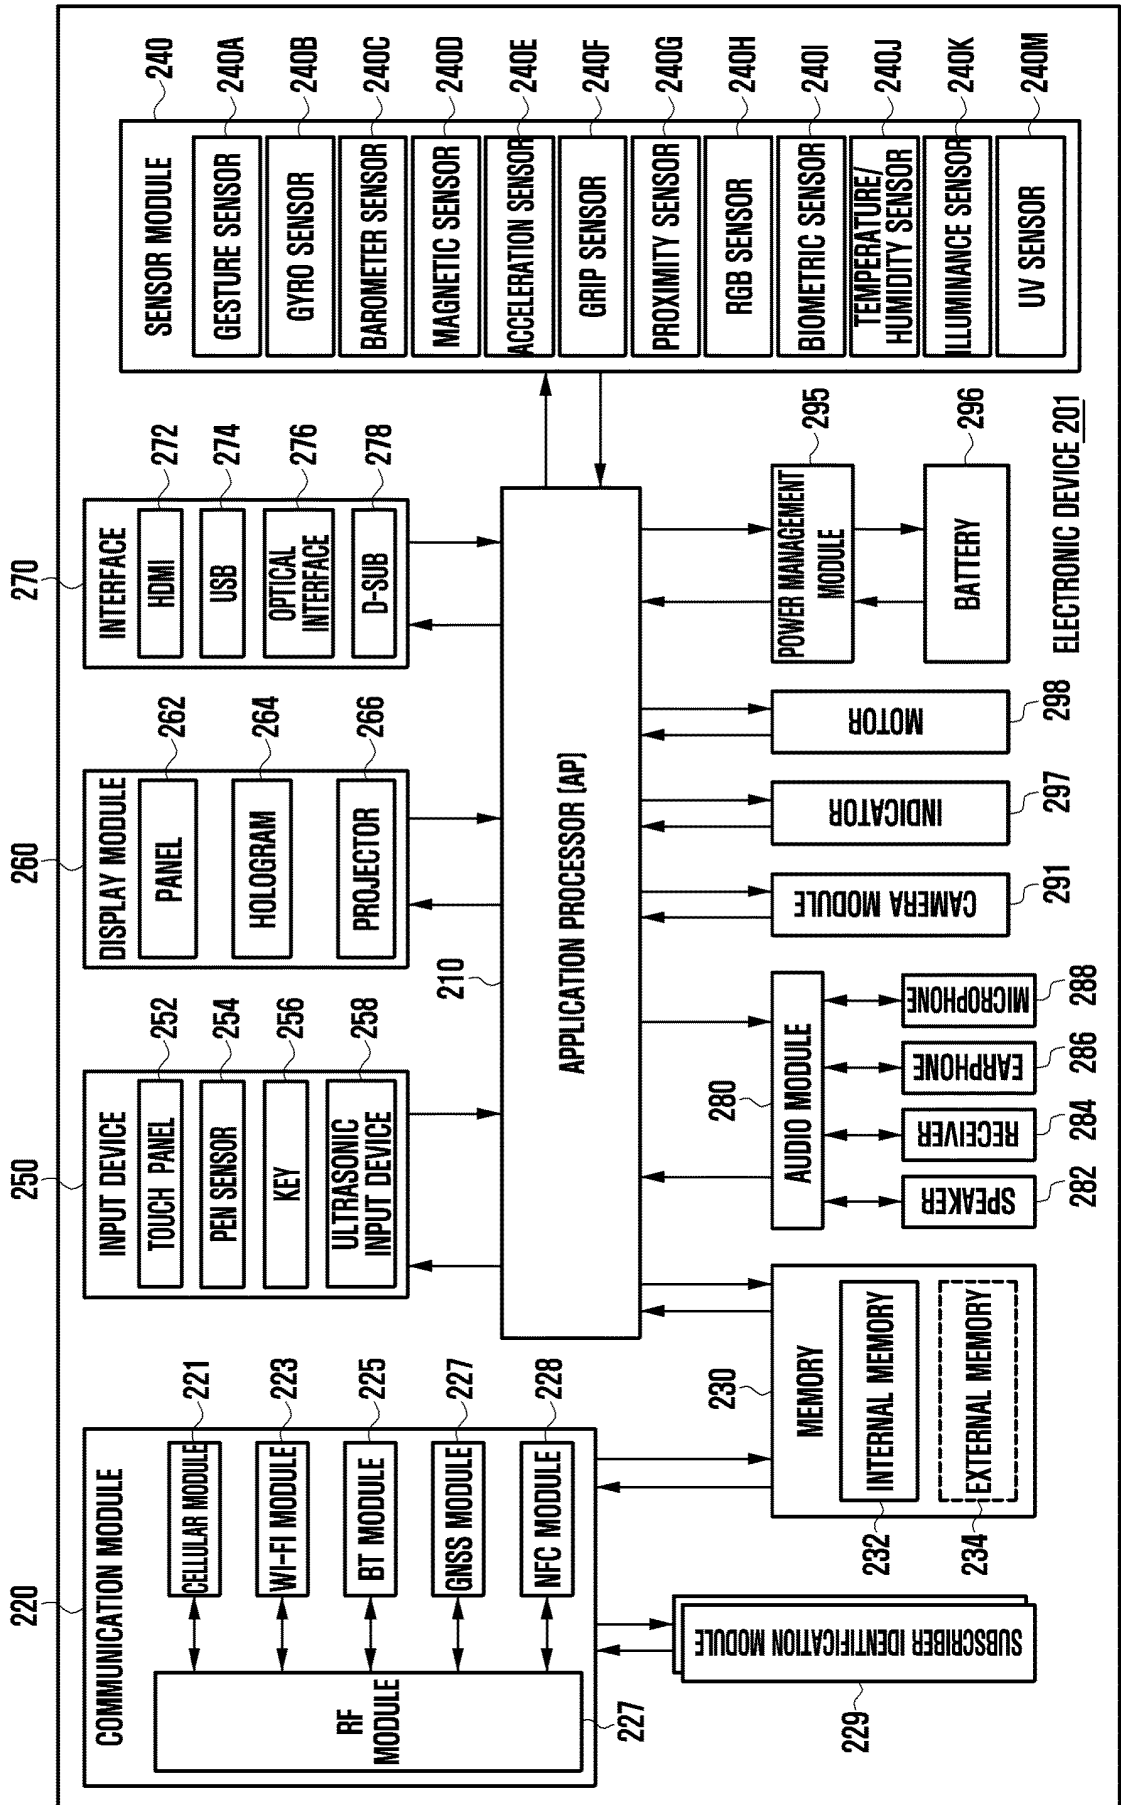 220
COMMUNICATION MODULE
CELLULAR MODULE
221
WI-FI MODULE
223
BT MODULE
225
GNSS MODULE
227
NFC MODULE
228
RF
MODULE
227
SUBSCRIBER IDENTIFICATION MODULE
229
250
INPUT DEVICE
TOUCH PANEL
252
PEN SENSOR
254
KEY
256
ULTRASONIC
INPUT DEVICE
258
260
DISPLAY MODULE
PANEL
262
HOLOGRAM
264
PROJECTOR
266
270
INTERFACE
HDMI
272
USB
274
OPTICAL
INTERFACE
276
D-SUB
278
SENSOR MODULE
240
GESTURE SENSOR
240A
GYRO SENSOR
240B
BAROMETER SENSOR
240C
MAGNETIC SENSOR
240D
ACCELERATION SENSOR
240E
GRIP SENSOR
240F
PROXIMITY SENSOR
240G
RGB SENSOR
240H
BIOMETRIC SENSOR
240I
TEMPERATURE/
HUMIDITY SENSOR
240J
ILLUMINANCE SENSOR
240K
UV SENSOR
240M
210
APPLICATION PROCESSOR (AP)
230
MEMORY
INTERNAL MEMORY
232
EXTERNAL MEMORY
234
280
AUDIO MODULE
SPEAKER
282
RECEIVER
284
EARPHONE
286
MICROPHONE
288
CAMERA MODULE
291
INDICATOR
297
MOTOR
298
POWER MANAGEMENT
MODULE
295
BATTERY
296
ELECTRONIC DEVICE 201